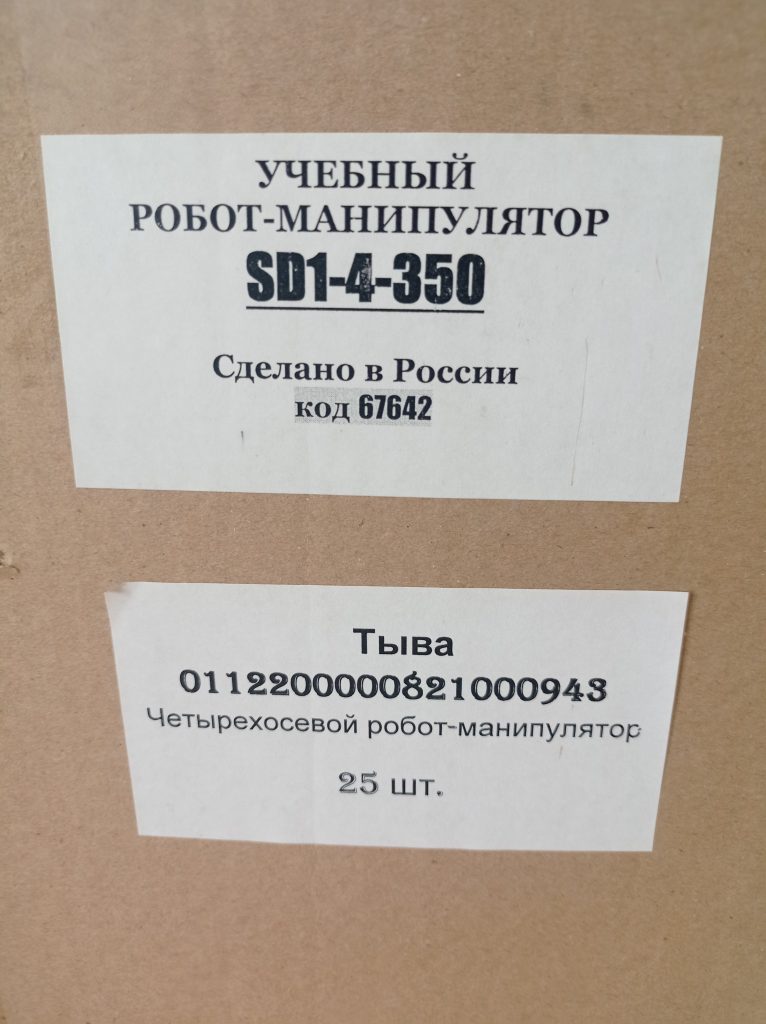 УЧЕБНЫЙ
РОБОТ-МАНИПУЛЯТОР
SD1-4-350
Сделано в России
код 67642
Тыва
0112200000821000943
Четырехосевой робот-манипулятор
25 шт.